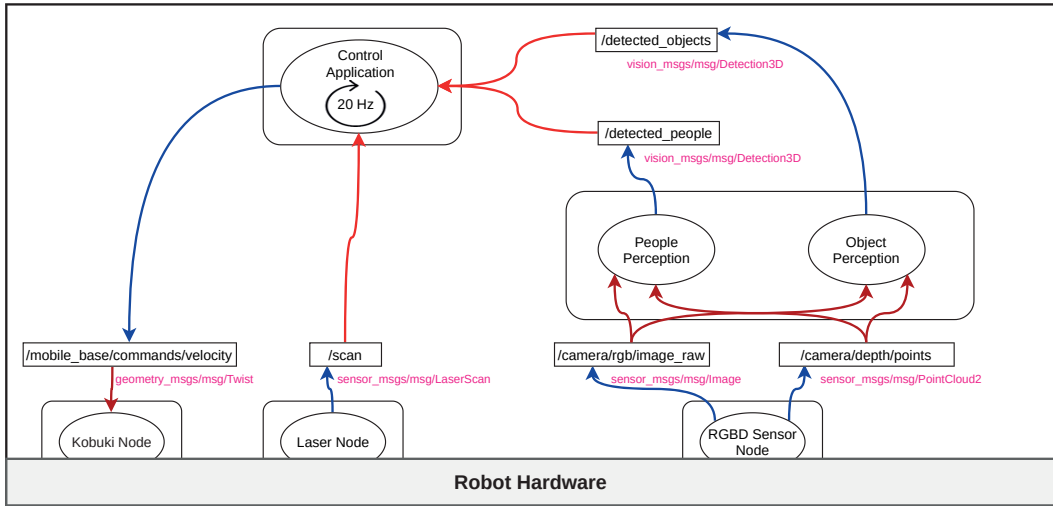 Control
Application
20 Hz
/detected_objects
vision_msgs/msg/Detection3D
/detected_people
vision_msgs/msg/Detection3D
People
Perception
Object
Perception
/mobile_base/commands/velocity
geometry_msgs/msg/Twist
/scan
sensor_msgs/msg/LaserScan
/camera/rgb/image_raw
sensor_msgs/msg/Image
/camera/depth/points
sensor_msgs/msg/PointCloud2
Kobuki Node
Laser Node
RGBD Sensor
Node
Robot Hardware